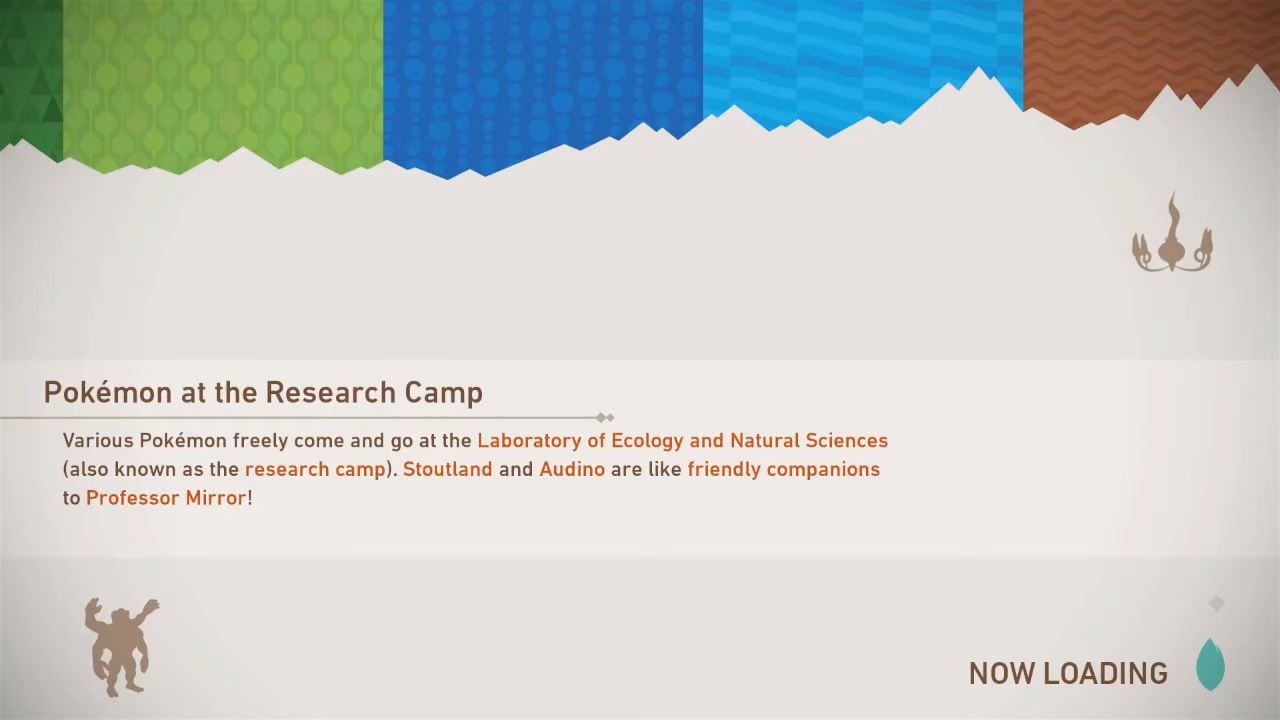 Pokémon at the Research Camp
Various Pokémon freely come and go at the Laboratory of Ecology and Natural Sciences
(also known as the research camp). Stoutland and Audino are like friendly companions
to Professor Mirror!
NOW LOADING